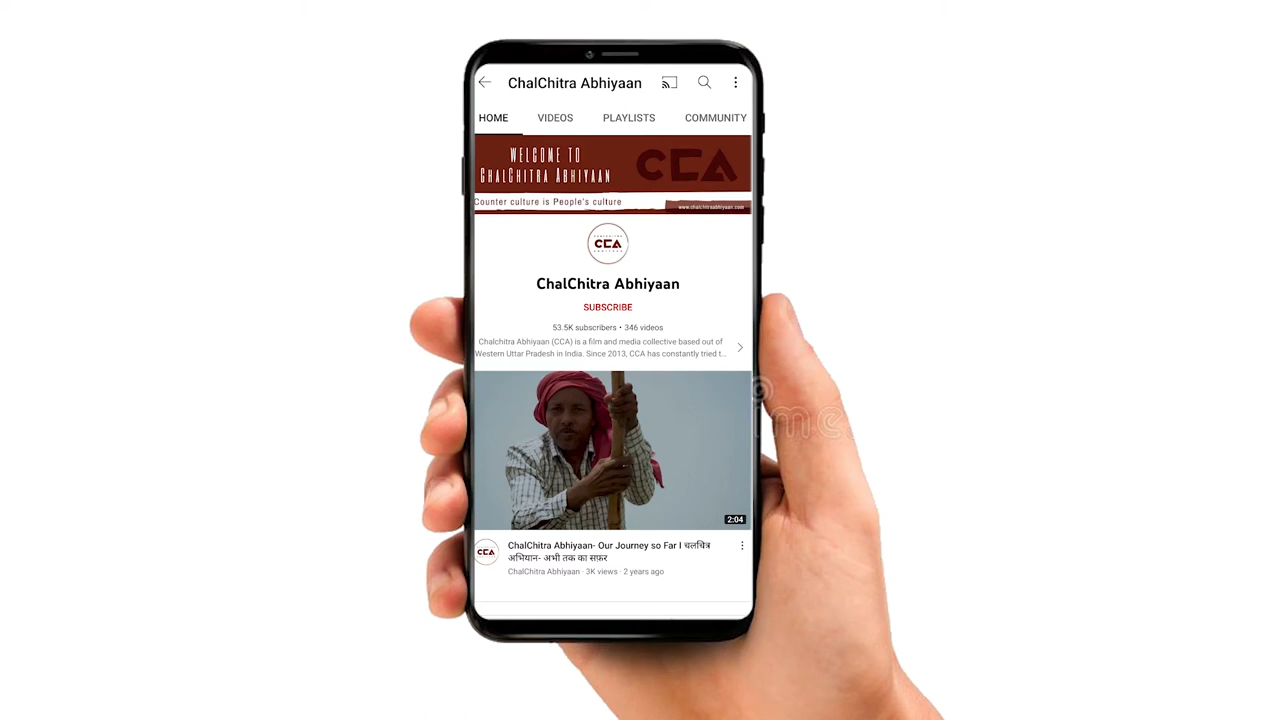 ChalChitra Abhiyaan
HOME VIDEOS PLAYLISTS COMMUNITY
WELCOME TO
CHALCHITRA ABHIYAAN
CCA
Counter culture is People's culture
www.chalchitraabhiyaan.com
CCA
ChalChitra Abhiyaan
SUBSCRIBE
53.5K subscribers • 346 videos
Chalchitra Abhiyaan (CCA) is a film and media collective based out of
Western Uttar Pradesh in India. Since 2013, CCA has constantly tried t...
2:04
CCA
ChalChitra Abhiyaan- Our Journey so Far I चलचित्र
अभियान- अभी तक का सफ़र
ChalChitra Abhiyaan · 3K views · 2 years ago